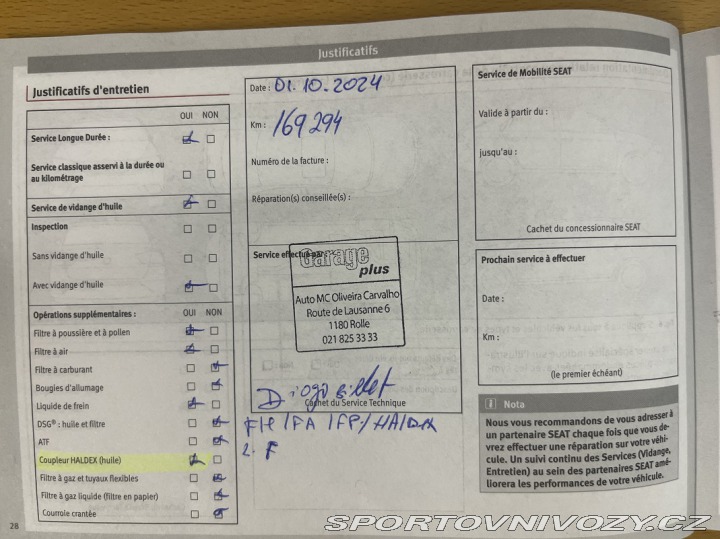 Justificatifs
Justificatifs d'entretien
OUI NON
Service Longue Durée :
Service classique asservi à la durée ou
au kilométrage
Service de vidange d'huile
Inspection
Sans vidange d'huile
Avec vidange d'huile
Opérations supplémentaires : OUI NON
Filtre à poussière et à pollen
Filtre à air
Filtre à carburant
Bougies d'allumage
Liquide de frein
DSG® : huile et filtre
ATF
Coupleur HALDEX (huile)
Filtre à gaz et tuyaux flexibles
Filtre à gaz liquide (filtre en papier)
Courroie crantée
28
Date : 01.10.2024
Km : 169294
Numéro de la facture :
Réparation(s) conseillée(s) :
Service effectué par :
Garage
plus
Auto MC Oliveira Carvalho
Route de Lausanne 6
1180 Rolle
021 825 33 33
Cachet du Service Technique
FH / FA / FP / HALDEX
L. F
Service de Mobilité SEAT
Valide à partir du :
jusqu'au :
Cachet du concessionnaire SEAT
Prochain service à effectuer
Date :
Km :
(le premier échéant)
i Nota
Nous vous recommandons de vous adresser à
un partenaire SEAT chaque fois que vous de-
vrez effectuer une réparation sur votre véhi-
cule. Un suivi continu des Services (Vidange,
Entretien) au sein des partenaires SEAT amé-
liorera les performances de votre véhicule.
SPORTOVNIVOZY.CZ